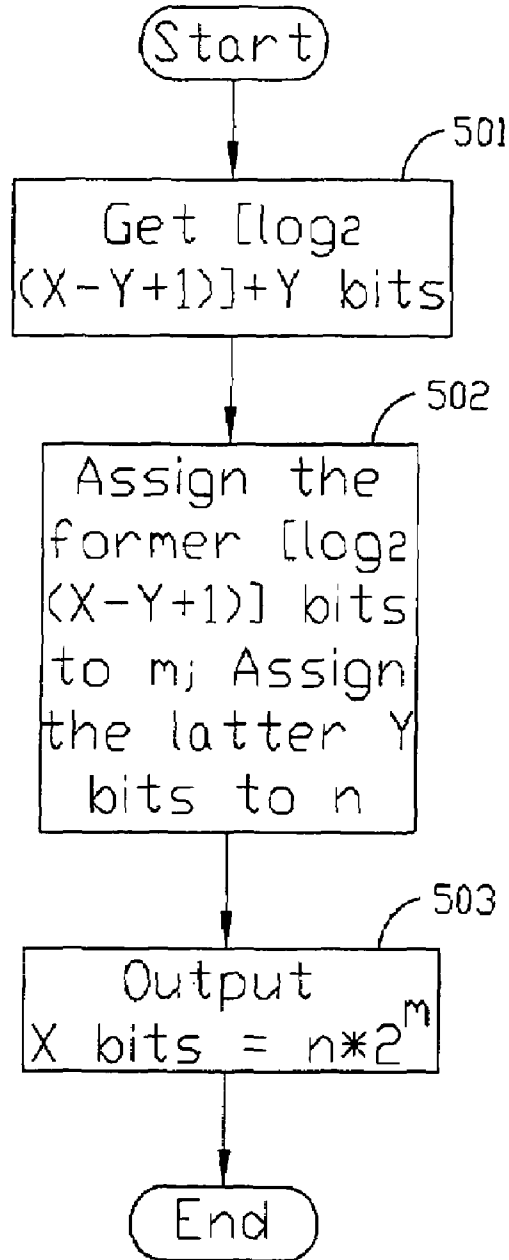 Start
501
Get [log2
(X-Y+1)]+Y bits
502
Assign the
former [log2
(X-Y+1)] bits
to m; Assign
the latter Y
bits to n
503
Output
X bits = n*2^m
End